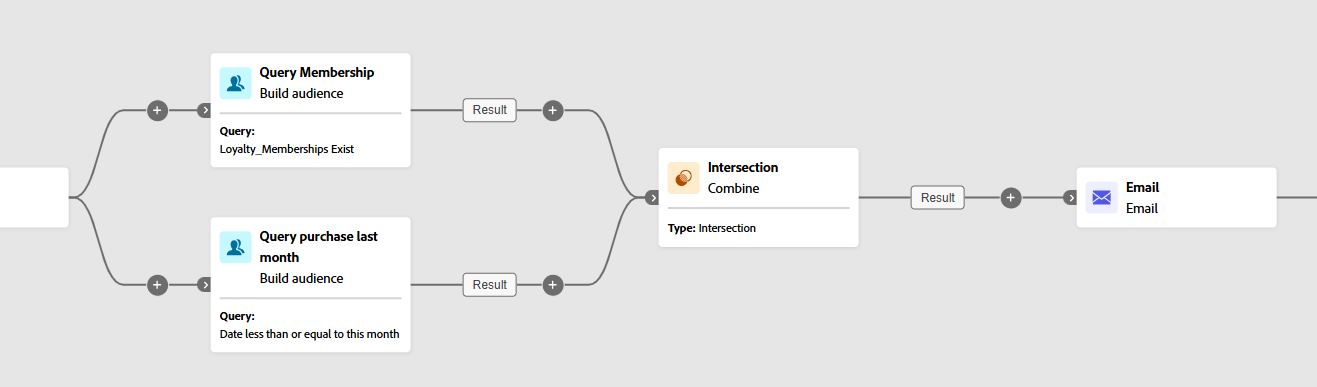 Query Membership
Build audience
Query:
Loyalty_Memberships Exist
Result
Query purchase last
month
Build audience
Query:
Date less than or equal to this month
Result
Intersection
Combine
Type: Intersection
Result
Email
Email